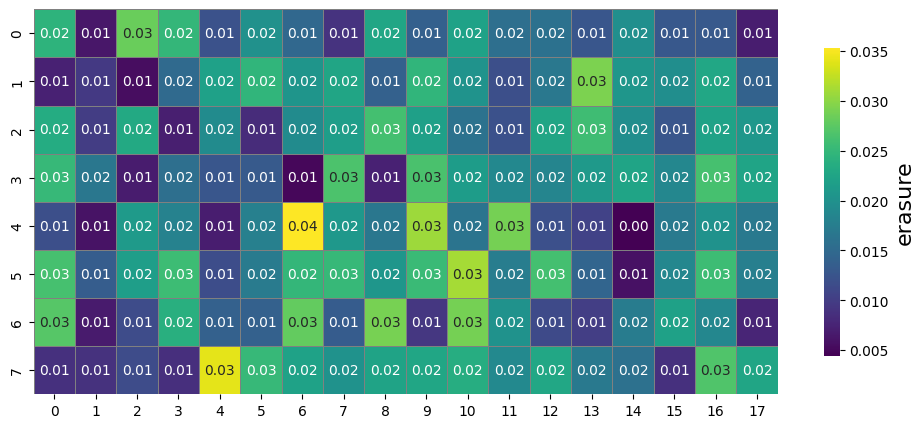 0 0.02 0.01 0.03 0.02 0.01 0.02 0.01 0.01 0.02 0.01 0.02 0.02 0.02 0.01 0.02 0.01 0.01 0.01
1 0.01 0.01 0.01 0.02 0.02 0.02 0.02 0.02 0.01 0.02 0.02 0.01 0.02 0.03 0.02 0.02 0.02 0.01
2 0.02 0.01 0.02 0.01 0.02 0.01 0.02 0.02 0.03 0.02 0.02 0.01 0.02 0.03 0.02 0.01 0.02 0.02
3 0.03 0.02 0.01 0.02 0.01 0.01 0.01 0.03 0.01 0.03 0.02 0.02 0.02 0.02 0.02 0.02 0.03 0.02
4 0.01 0.01 0.02 0.02 0.01 0.02 0.04 0.02 0.02 0.03 0.02 0.03 0.01 0.01 0.00 0.02 0.02 0.02
5 0.03 0.01 0.02 0.03 0.01 0.02 0.02 0.03 0.02 0.03 0.03 0.02 0.03 0.01 0.01 0.02 0.03 0.02
6 0.03 0.01 0.01 0.02 0.01 0.01 0.03 0.01 0.03 0.01 0.03 0.02 0.01 0.01 0.02 0.02 0.02 0.01
7 0.01 0.01 0.01 0.01 0.03 0.03 0.02 0.02 0.02 0.02 0.02 0.02 0.02 0.02 0.02 0.01 0.03 0.02
0 1 2 3 4 5 6 7 8 9 10 11 12 13 14 15 16 17
0.035
0.030
0.025
0.020
0.015
0.010
0.005
erasure